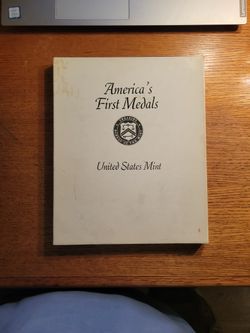 America's
First Medals
United States Mint